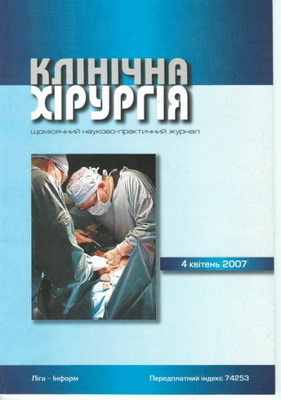 КЛІНІЧНА
ХІРУРГІЯ
щомісячний науково-практичний журнал
4 квітень 2007
Ліга – Інформ
Передплатний індекс 74253